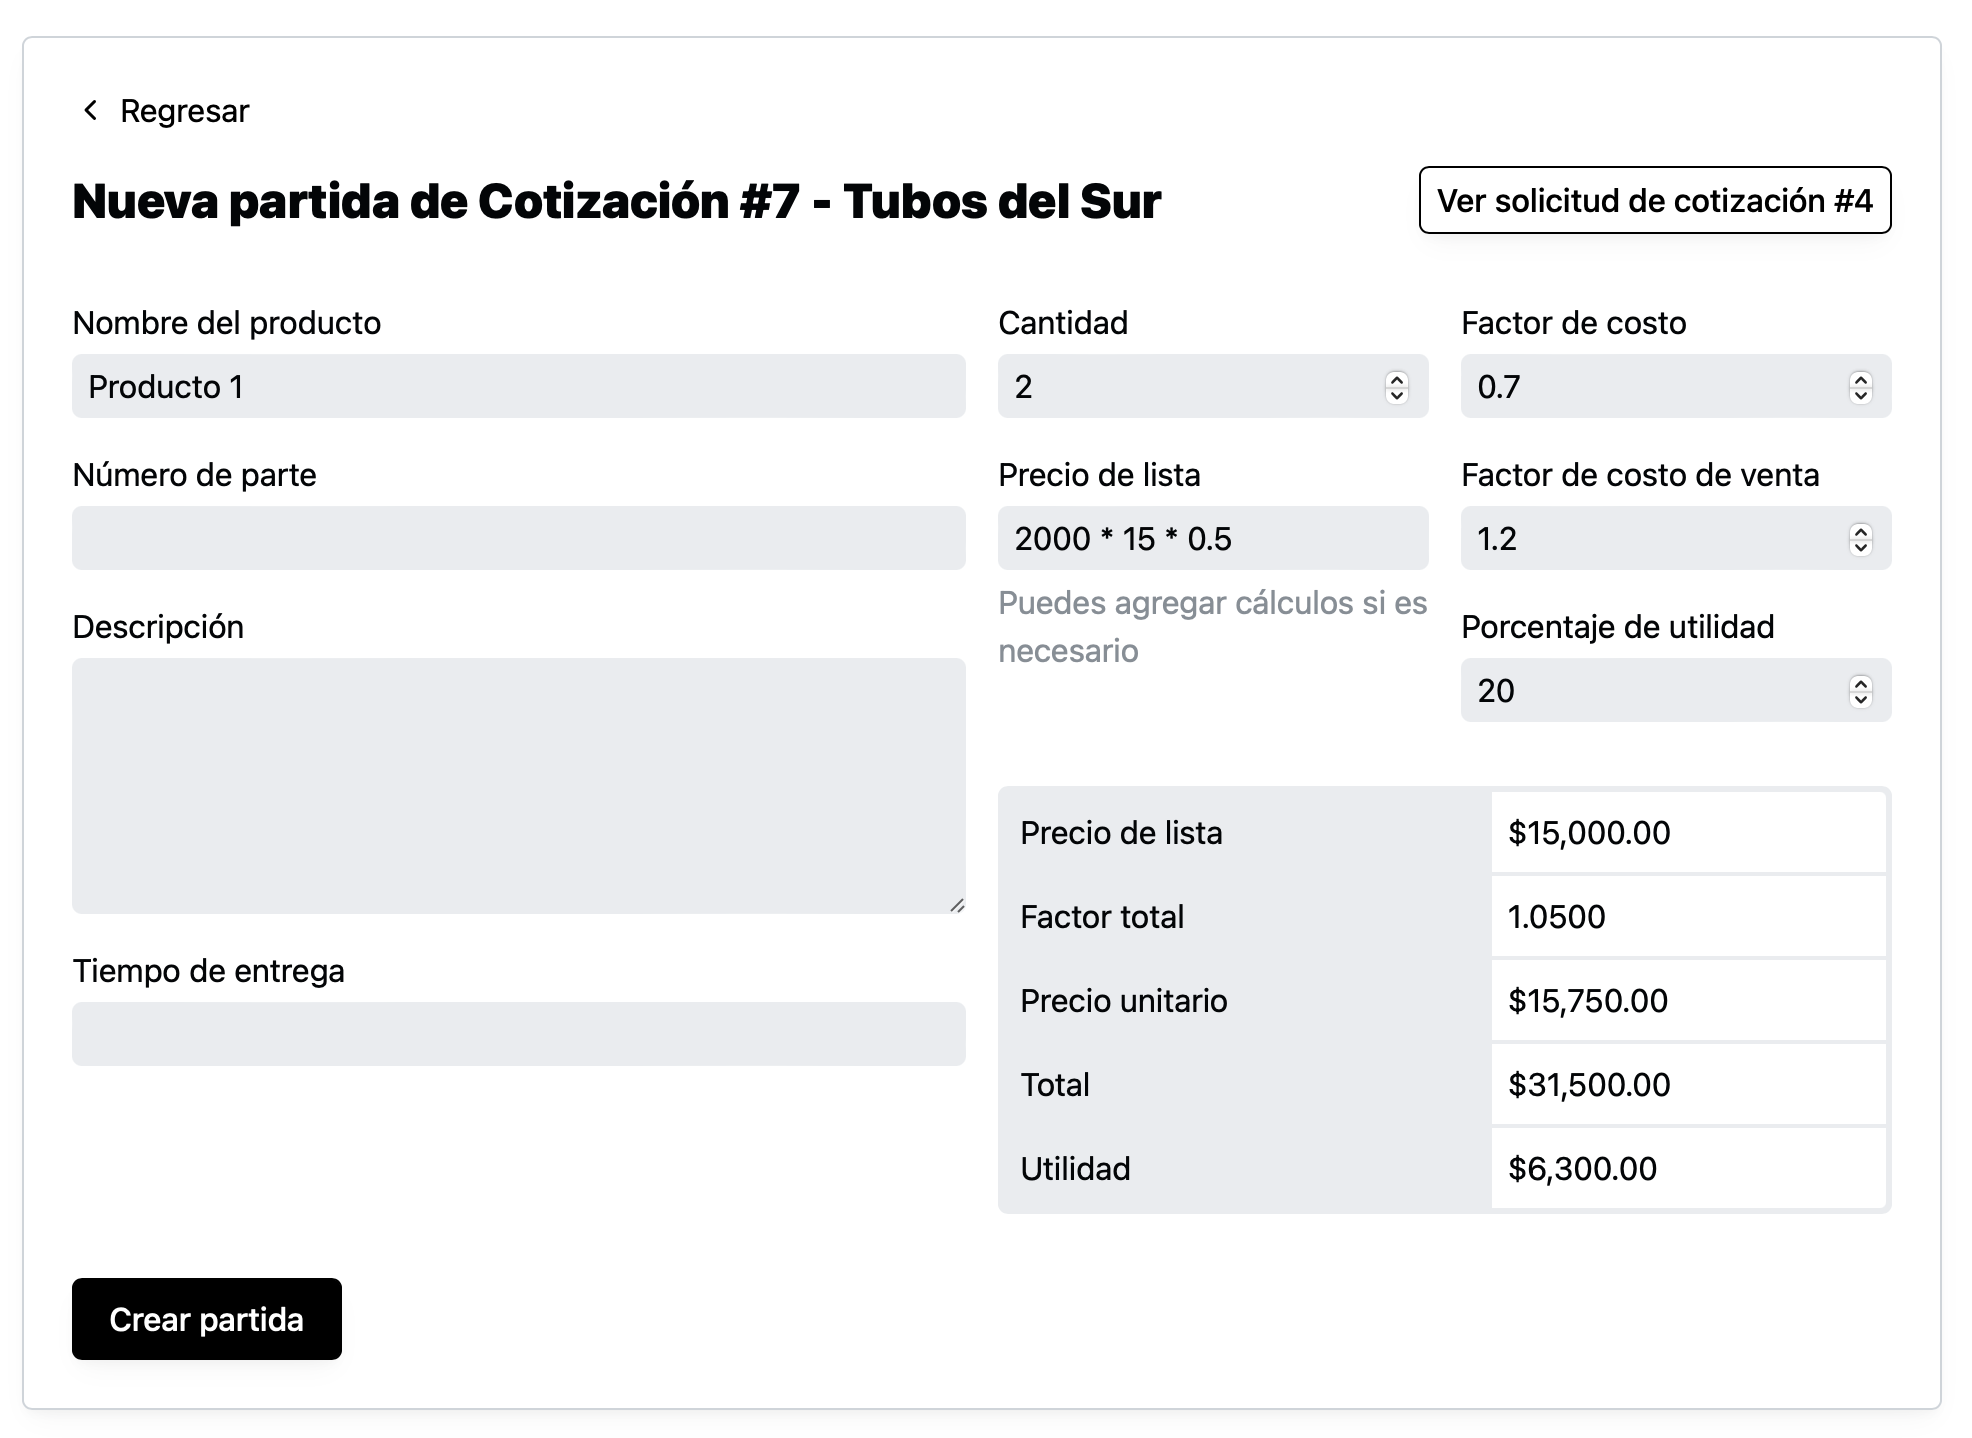 Regresar
Nueva partida de Cotización #7 - Tubos del Sur
Ver solicitud de cotización #4
Nombre del producto
Producto 1
Número de parte
Descripción
Tiempo de entrega
Cantidad
2
Precio de lista
2000 * 15 * 0.5
Puedes agregar cálculos si es
necesario
Factor de costo
0.7
Factor de costo de venta
1.2
Porcentaje de utilidad
20
Precio de lista $15,000.00
Factor total 1.0500
Precio unitario $15,750.00
Total $31,500.00
Utilidad $6,300.00
Crear partida